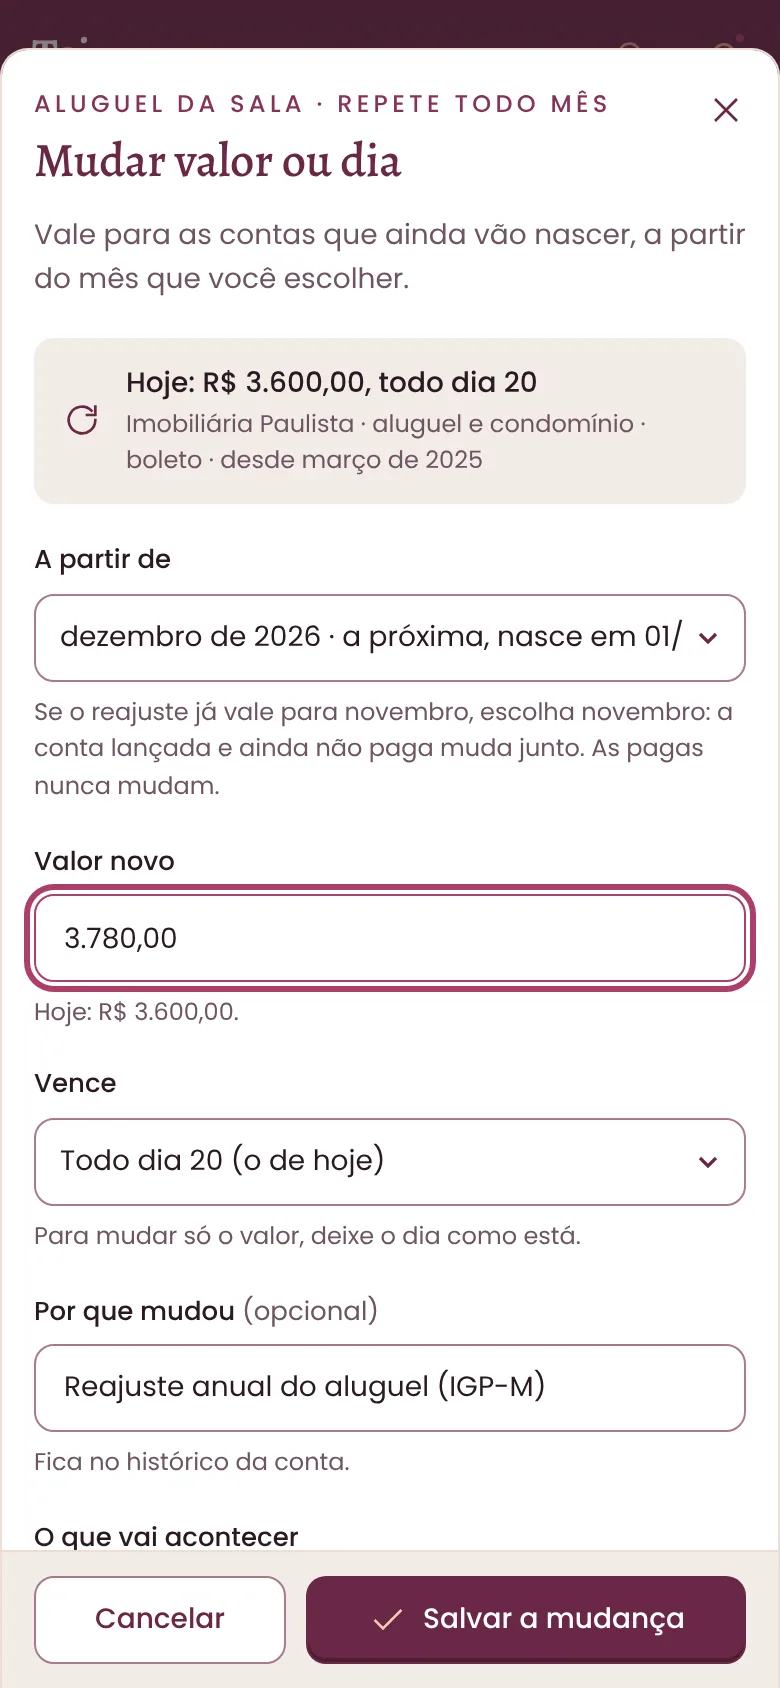 ALUGUEL DA SALA · REPETE TODO MÊS
Mudar valor ou dia
Vale para as contas que ainda vão nascer, a partir
do mês que você escolher.
Hoje: R$ 3.600,00, todo dia 20
Imobiliária Paulista · aluguel e condomínio ·
boleto · desde março de 2025
A partir de
dezembro de 2026 · a próxima, nasce em 01/
Se o reajuste já vale para novembro, escolha novembro: a
conta lançada e ainda não paga muda junto. As pagas
nunca mudam.
Valor novo
3.780,00
Hoje: R$ 3.600,00.
Vence
Todo dia 20 (o de hoje)
Para mudar só o valor, deixe o dia como está.
Por que mudou (opcional)
Reajuste anual do aluguel (IGP-M)
Fica no histórico da conta.
O que vai acontecer
Cancelar
Salvar a mudança